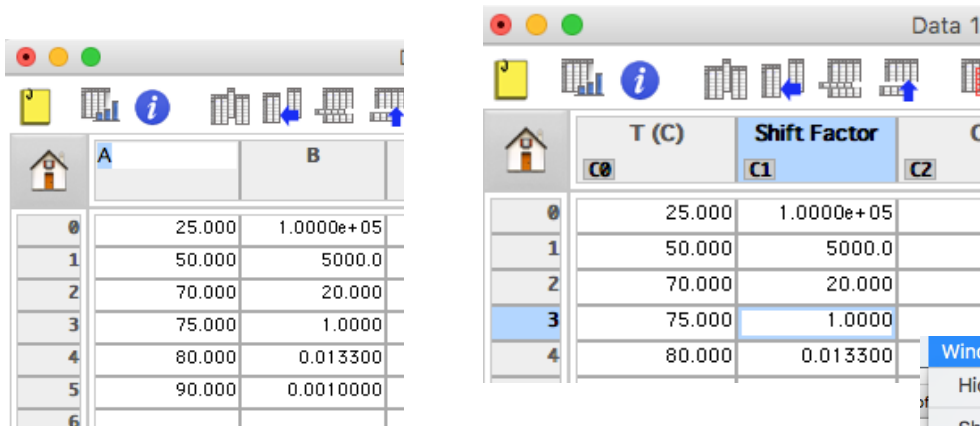 Data 1
A B
T (C) Shift Factor
C0 C1 C2
0 25.000 1.0000e+05
1 50.000 5000.0
2 70.000 20.000
3 75.000 1.0000
4 80.000 0.013300
5 90.000 0.0010000
6
0 25.000 1.0000e+05
1 50.000 5000.0
2 70.000 20.000
3 75.000 1.0000
4 80.000 0.013300